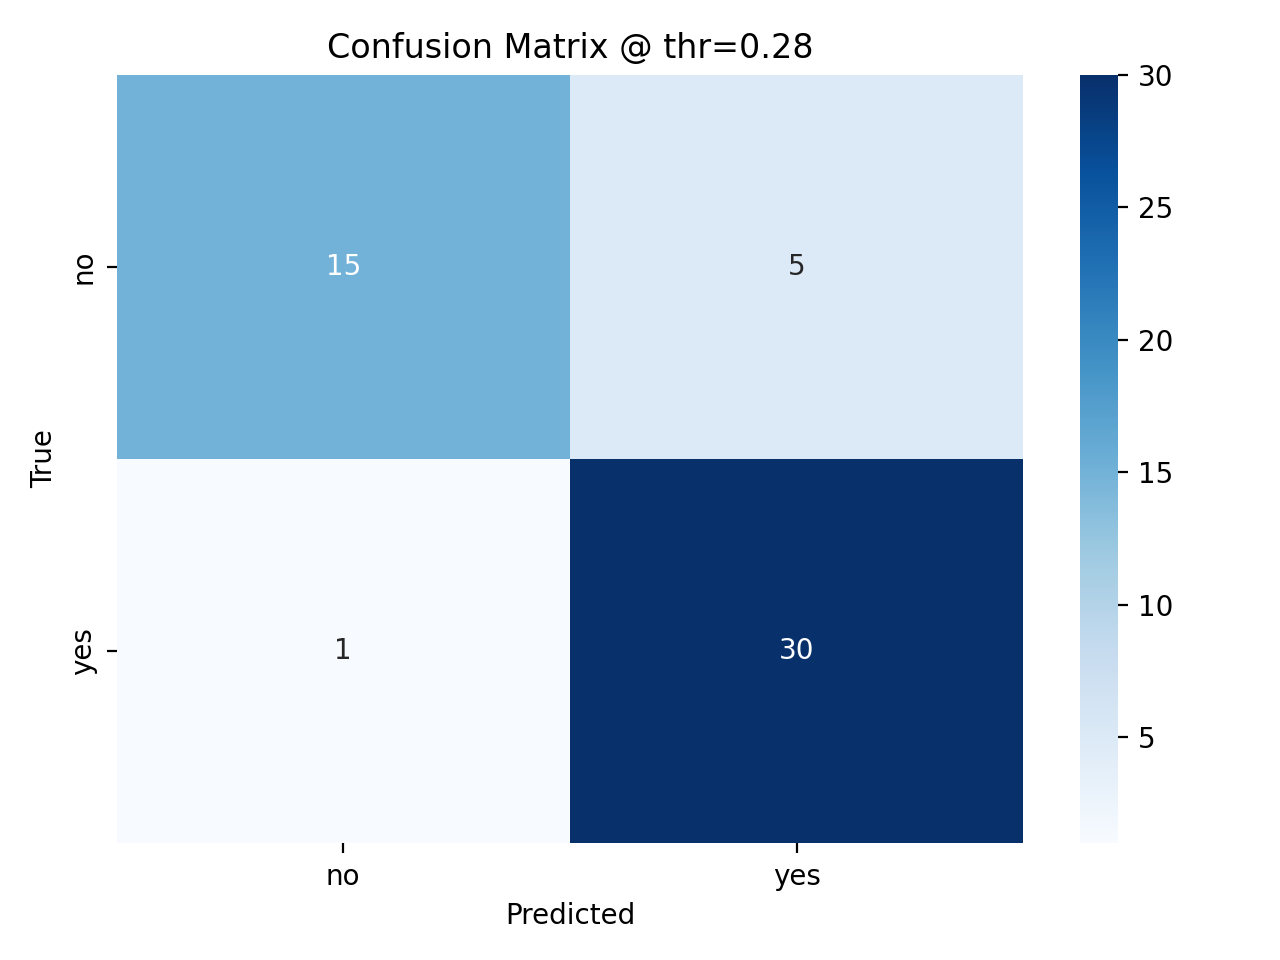 Confusion Matrix @ thr=0.28
True
no
yes
15
5
1
30
no
yes
Predicted
30
25
20
15
10
5